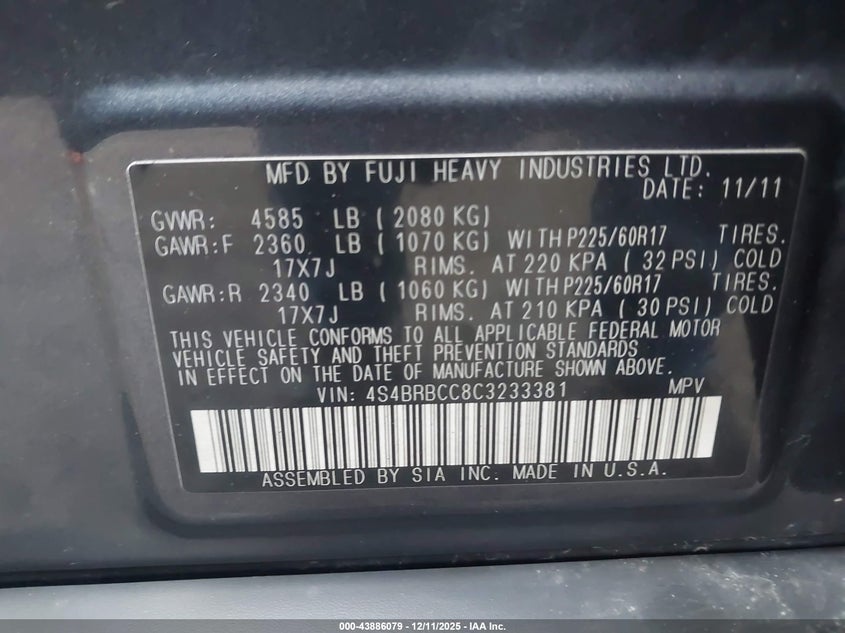 MFD BY FUJI HEAVY INDUSTRIES LTD.
DATE: 11/11
GVWR: 4585 LB (2080 KG)
GAWR:F 2360 LB (1070 KG) WITH P225/60R17 TIRES.
17X7J RIMS. AT 220 KPA (32 PSI) COLD
GAWR:R 2340 LB (1060 KG) WITH P225/60R17 TIRES.
17X7J RIMS. AT 210 KPA (30 PSI) COLD
THIS VEHICLE CONFORMS TO ALL APPLICABLE FEDERAL MOTOR
VEHICLE SAFETY AND THEFT PREVENTION STANDARDS
IN EFFECT ON THE DATE OF MANUFACTURE SHOWN ABOVE.
VIN: 4S4BRBCC8C3233381 MPV
ASSEMBLED BY SIA INC. MADE IN U.S.A.
000-43886079 - 12/11/2025 - IAA Inc.